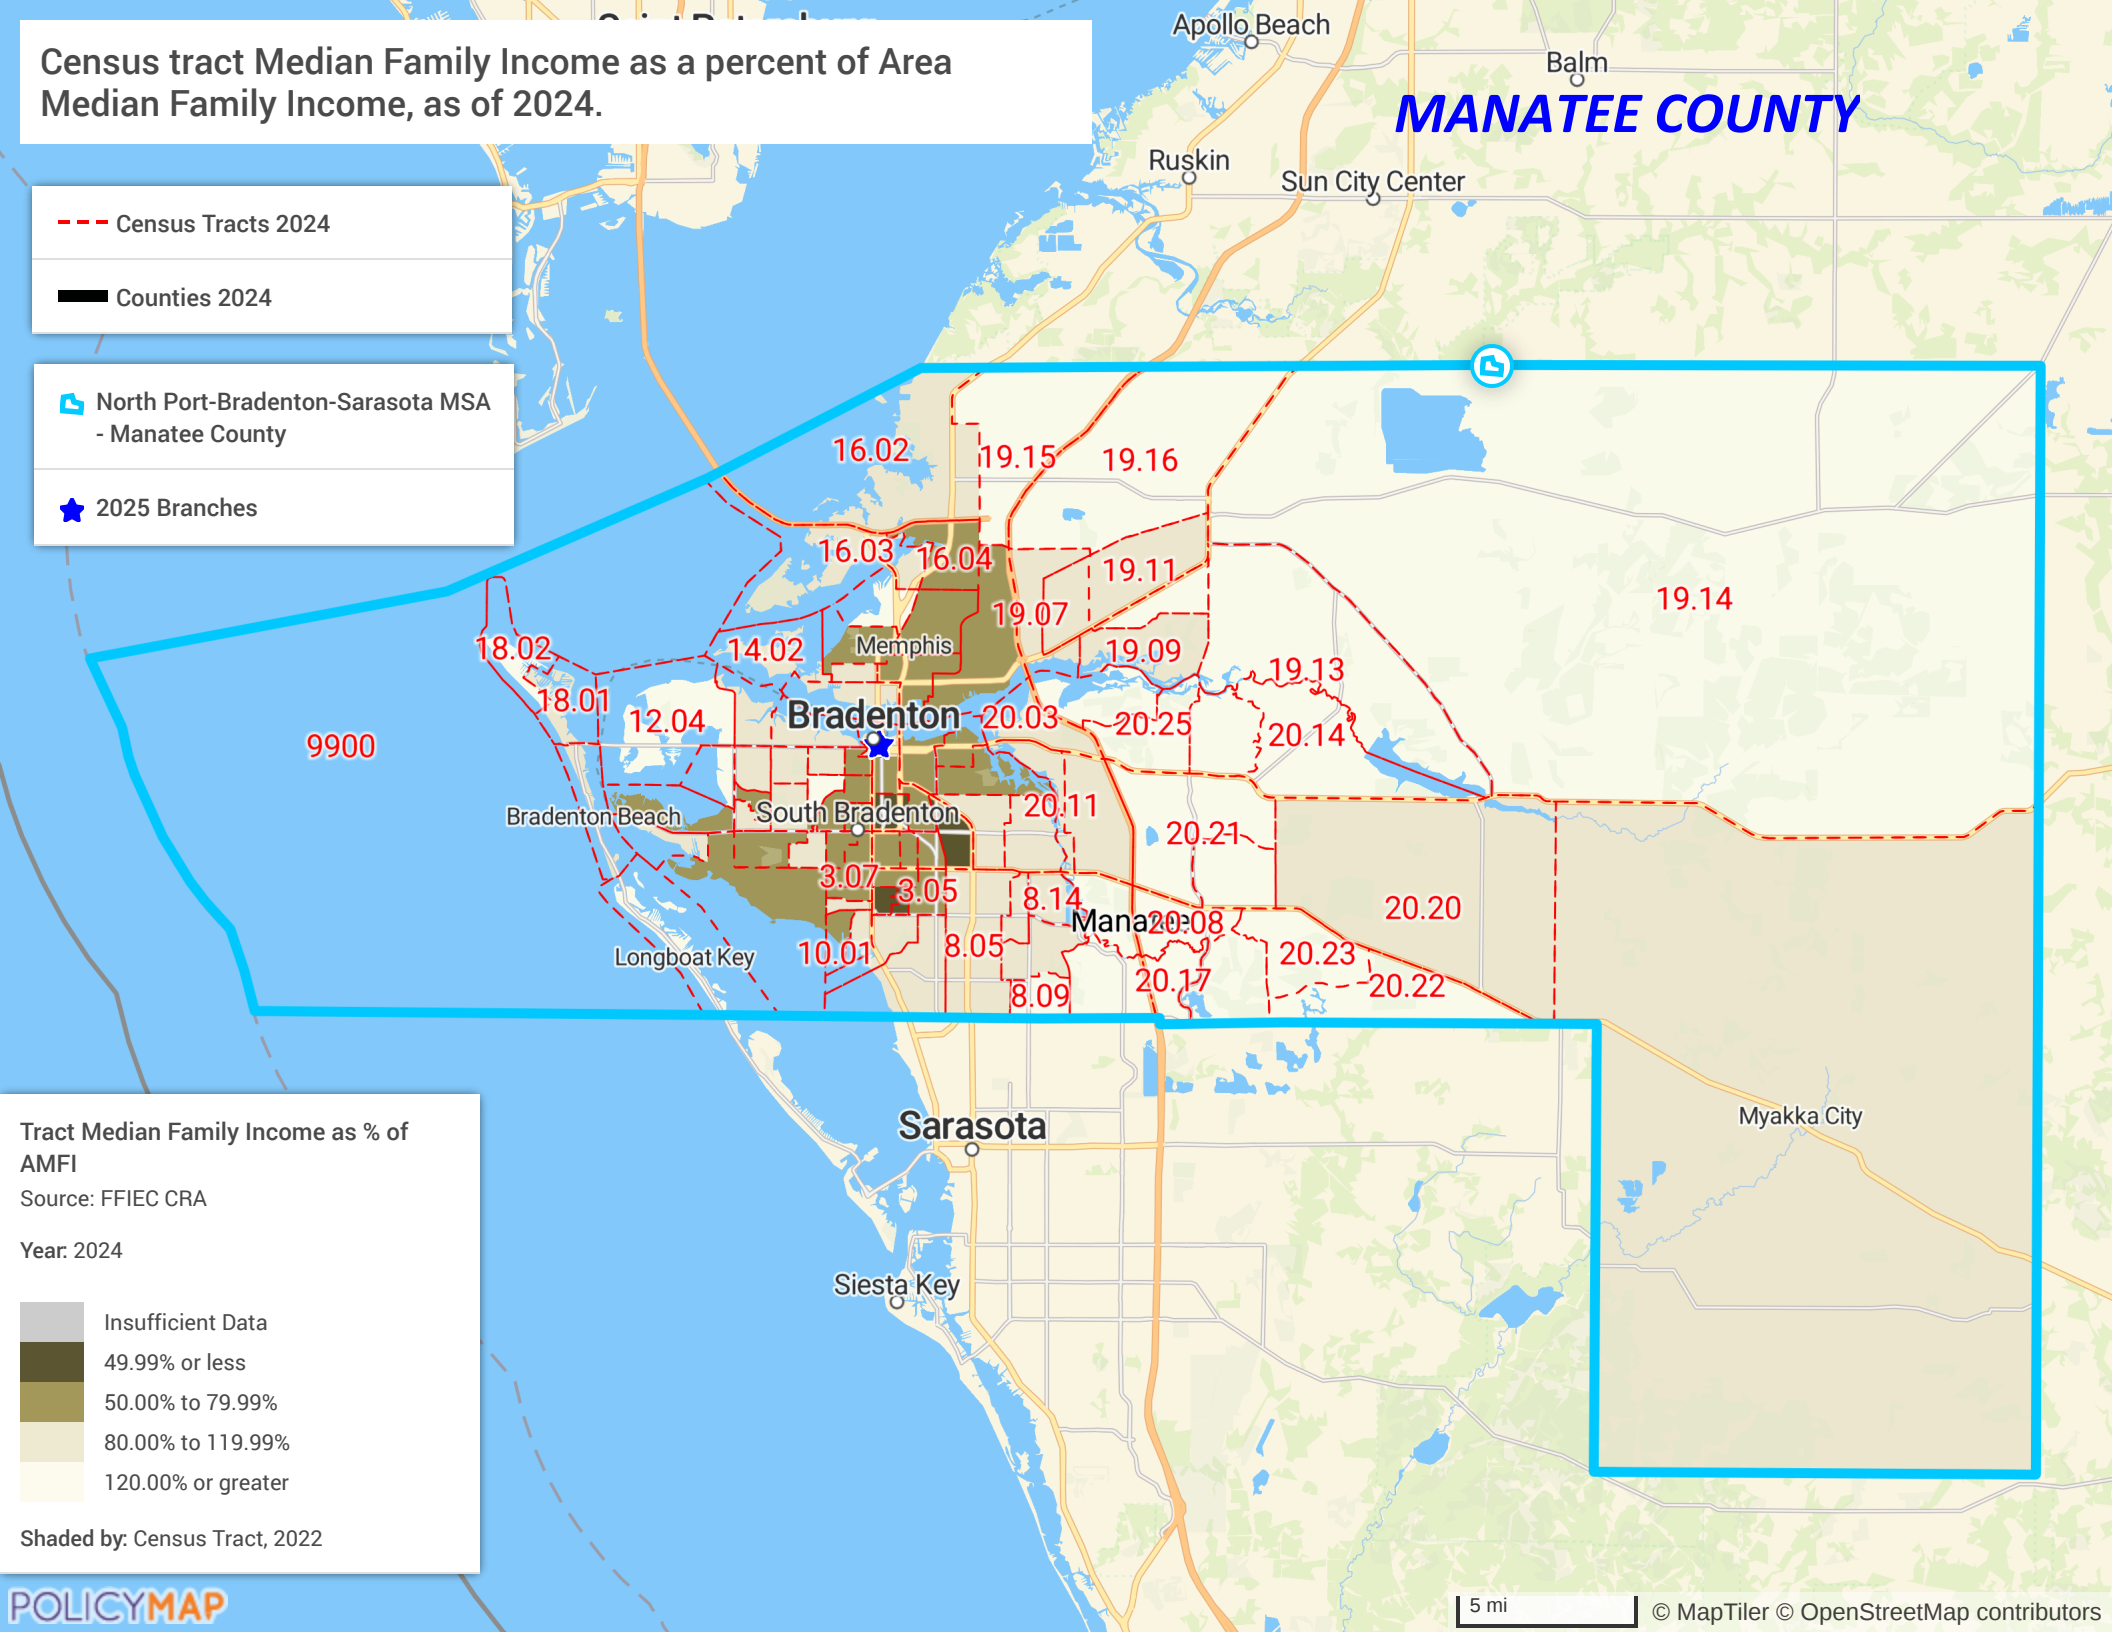 Census tract Median Family Income as a percent of Area
Median Family Income, as of 2024.
Apollo Beach
Balm
MANATEE COUNTY
Ruskin
Sun City Center
Census Tracts 2024
Counties 2024
North Port-Bradenton-Sarasota MSA
- Manatee County
2025 Branches
16.02
19.15
19.16
16.03
16.04
19.11
19.14
19.07
18.02
14.02
Memphis
19.09
19.13
18.01
12.04
Bradenton
20.03
20.25
20.14
9900
Bradenton Beach
South Bradenton
20.11
20.21
3.07
3.05
8.14
20.20
Manatee
20.08
Longboat Key
10.01
8.05
20.23
20.17
20.22
8.09
Sarasota
Myakka City
Siesta Key
Tract Median Family Income as % of
AMFI
Source: FFIEC CRA
Year: 2024
Insufficient Data
49.99% or less
50.00% to 79.99%
80.00% to 119.99%
120.00% or greater
Shaded by: Census Tract, 2022
POLICYMAP
5 mi
© MapTiler © OpenStreetMap contributors